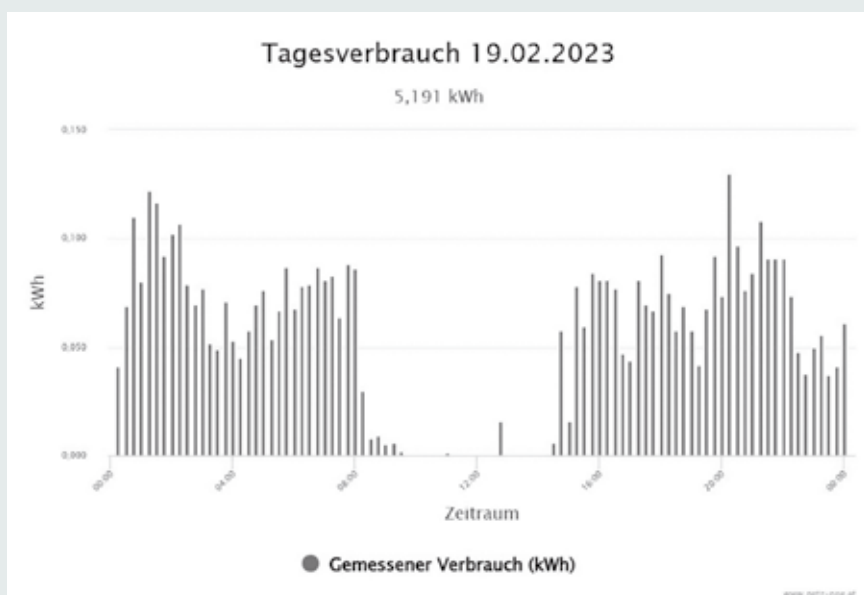 Tagesverbrauch 19.02.2023
5,191 kWh
0,150
0,100
0,050
0,000
kWh
00:00
04:00
08:00
12:00
16:00
20:00
00:00
Zeitraum
Gemessener Verbrauch (kWh)